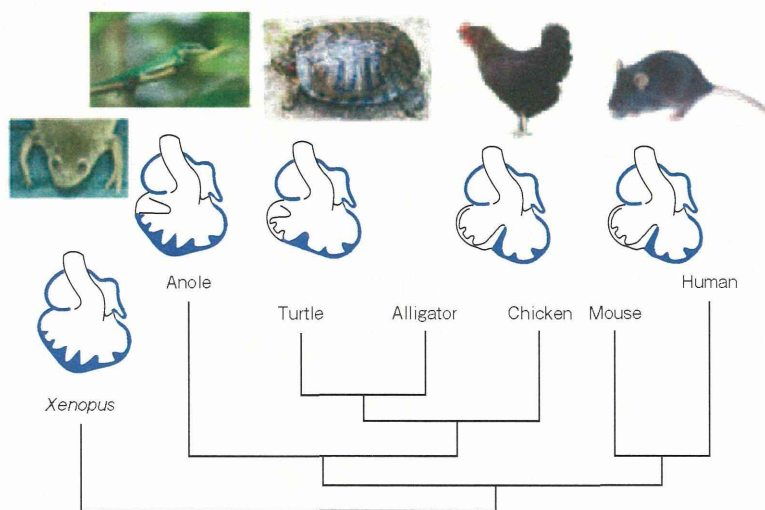 Anole
Human
Turtle
Alligator
Chicken
Mouse
Xenopus